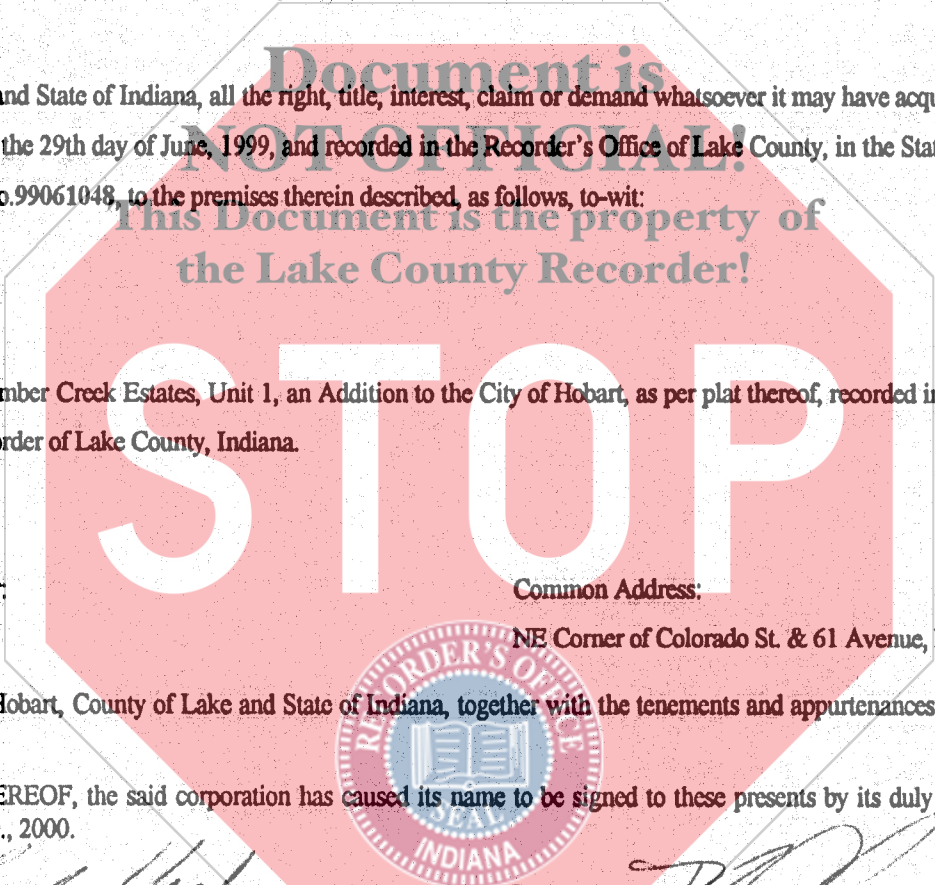 Document is
nd State of Indiana, all the right, title, interest, claim or demand whatsoever it may have acqu
NOT OFFICIAL!
the 29th day of June, 1999, and recorded in the Recorder's Office of Lake County, in the Stat
o.99061048, to the premises therein described, as follows, to-wit:
This Document is the property of
the Lake County Recorder!
STOP
mber Creek Estates, Unit 1, an Addition to the City of Hobart, as per plat thereof, recorded in
rder of Lake County, Indiana.
Common Address:
NE Corner of Colorado St. & 61 Avenue,
Hobart, County of Lake and State of Indiana, together with the tenements and appurtenances
EREOF, the said corporation has caused its name to be signed to these presents by its duly
., 2000.
RECORDER'S OFFICE
SEAL
INDIANA